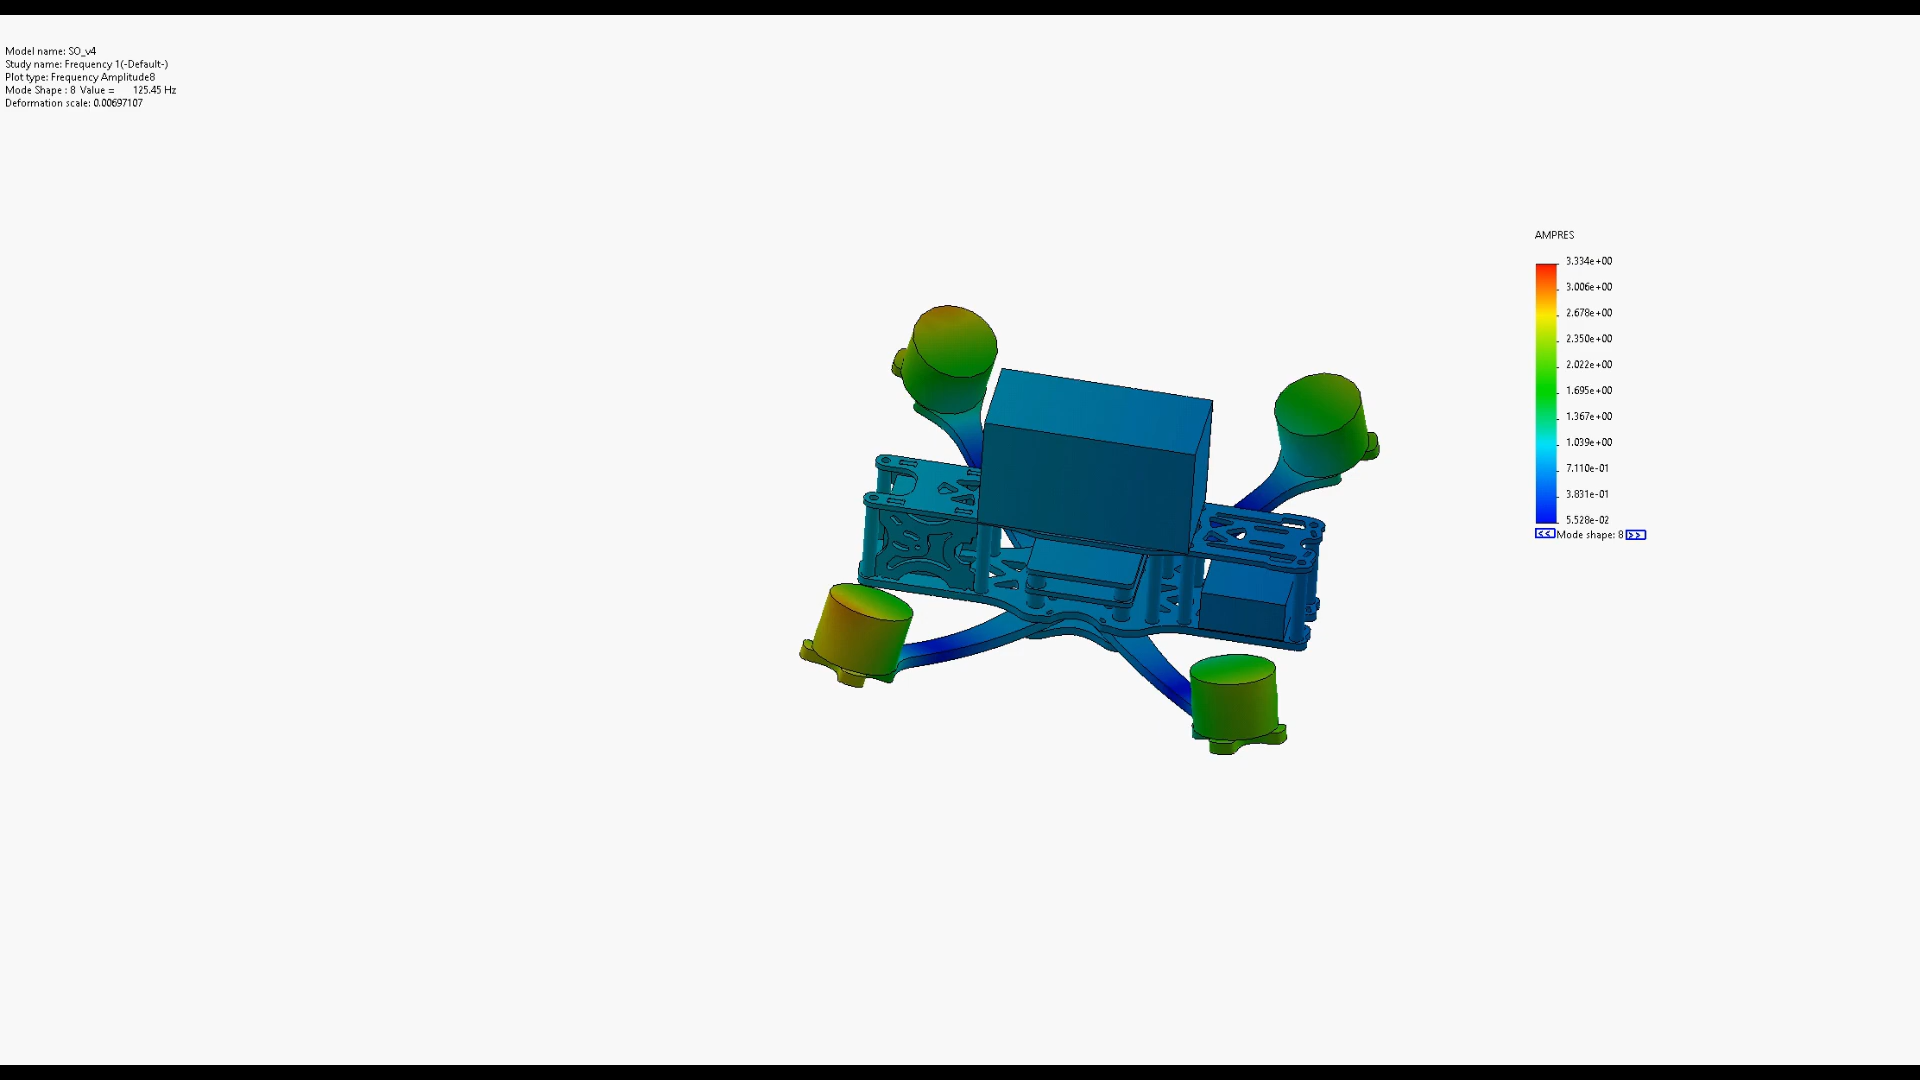 Model name: SO_v4
Study name: Frequency 1(-Default-)
Plot type: Frequency Amplitude8
Mode Shape : 8 Value = 125.45 Hz
Deformation scale: 0.00697107
AMPRES
3.334e+00
3.006e+00
2.678e+00
2.350e+00
2.022e+00
1.695e+00
1.367e+00
1.039e+00
7.110e-01
3.831e-01
5.528e-02
<< Mode shape: 8 >>